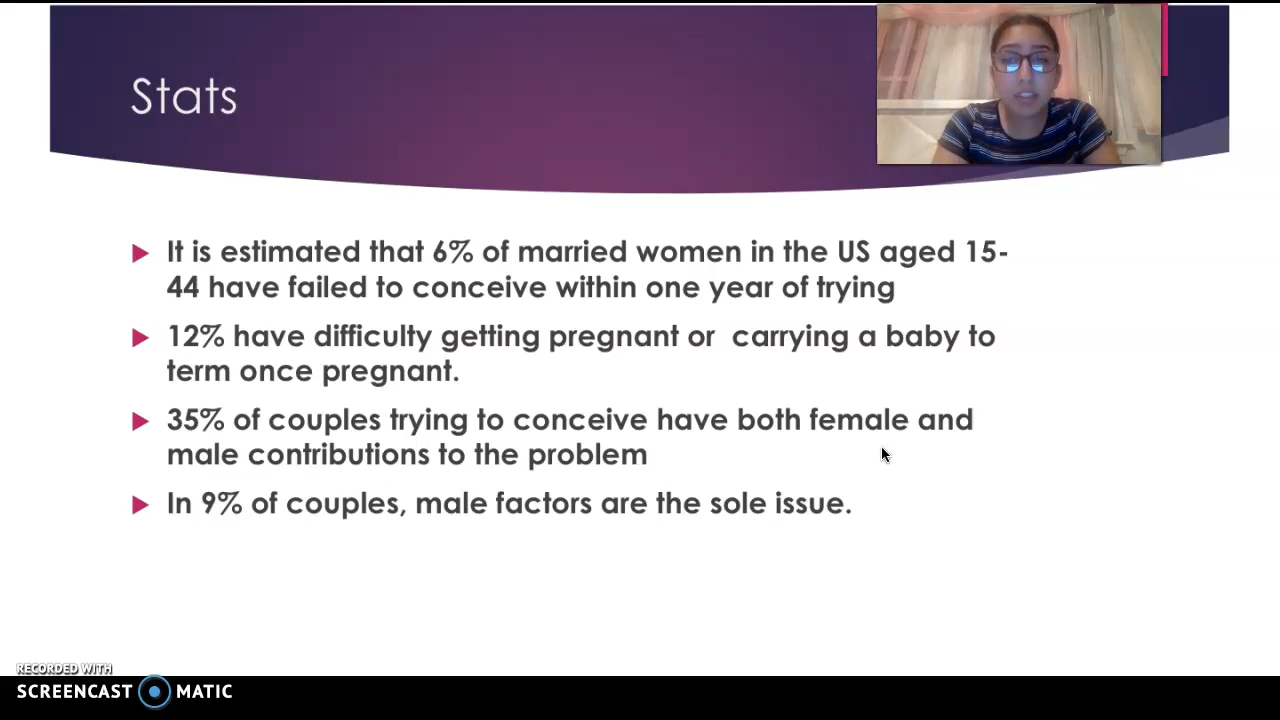 Stats
It is estimated that 6% of married women in the US aged 15-
44 have failed to conceive within one year of trying
12% have difficulty getting pregnant or  carrying a baby to
term once pregnant.
35% of couples trying to conceive have both female and
male contributions to the problem
In 9% of couples, male factors are the sole issue.
RECORDED WITH
SCREENCAST MATIC